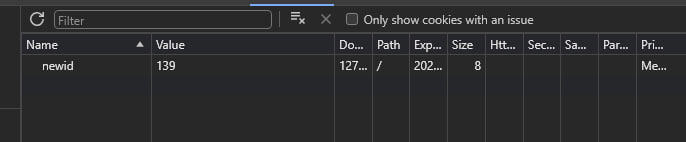 Filter Only show cookies with an issue
Name Value Do... Path Exp... Size Htt... Sec... Sa... Par... Pri...
newid 139 127... / 202... 8 Me...